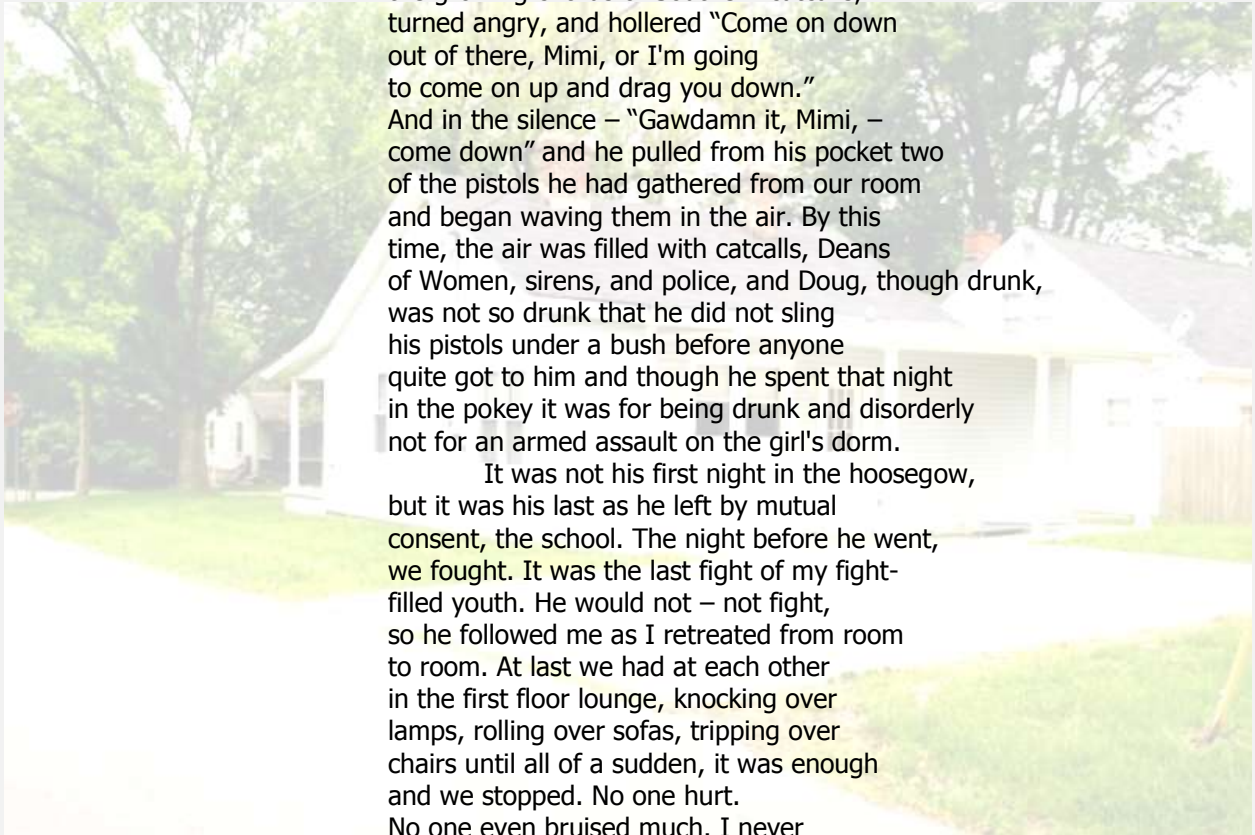 turned angry, and hollered “Come on down
out of there, Mimi, or I'm going
to come on up and drag you down.”
And in the silence – “Gawdamn it, Mimi, –
come down” and he pulled from his pocket two
of the pistols he had gathered from our room
and began waving them in the air. By this
time, the air was filled with catcalls, Deans
of Women, sirens, and police, and Doug, though drunk,
was not so drunk that he did not sling
his pistols under a bush before anyone
quite got to him and though he spent that night
in the pokey it was for being drunk and disorderly
not for an armed assault on the girl's dorm.
It was not his first night in the hoosegow,
but it was his last as he left by mutual
consent, the school. The night before he went,
we fought. It was the last fight of my fight-
filled youth. He would not – not fight,
so he followed me as I retreated from room
to room. At last we had at each other
in the first floor lounge, knocking over
lamps, rolling over sofas, tripping over
chairs until all of a sudden, it was enough
and we stopped. No one hurt.
No one even bruised much. I never